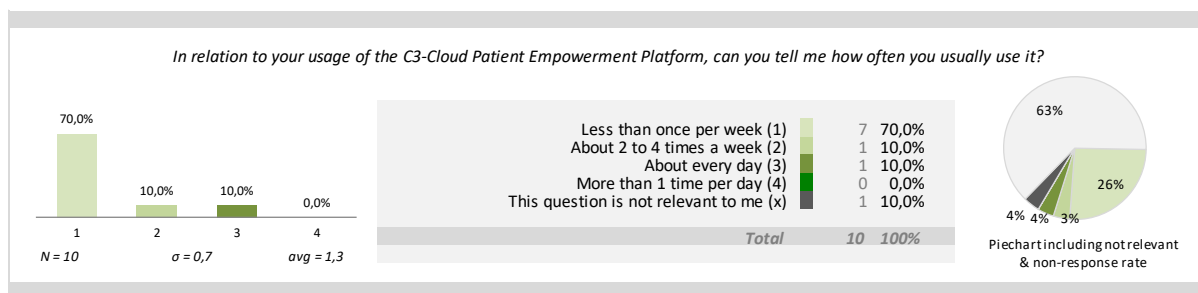 In relation to your usage of the C3-Cloud Patient Empowerment Platform, can you tell me how often you usually use it?
70,0%
10,0%
10,0%
0,0%
1 2 3 4
N = 10 σ = 0,7 avg = 1,3
Less than once per week (1) 7 70,0%
About 2 to 4 times a week (2) 1 10,0%
About every day (3) 1 10,0%
More than 1 time per day (4) 0 0,0%
This question is not relevant to me (x) 1 10,0%
Total 10 100%
63%
26%
3%
4%
4%
Piechart including not relevant
& non-response rate